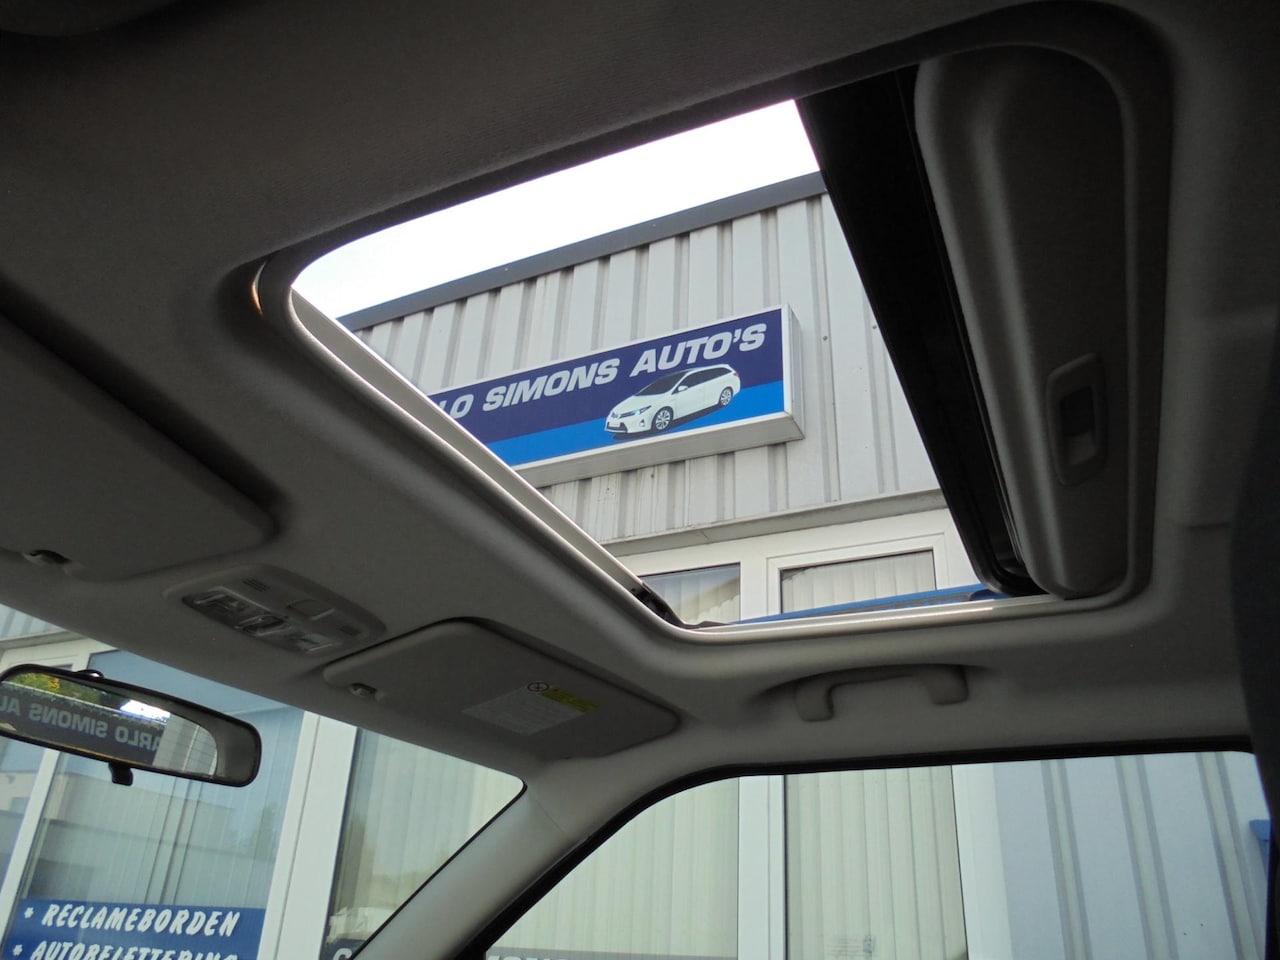 LO SIMONS AUTO'S
ARLO SIMONS AU
* RECLAMEBORDEN
* AUTOBELETTERING